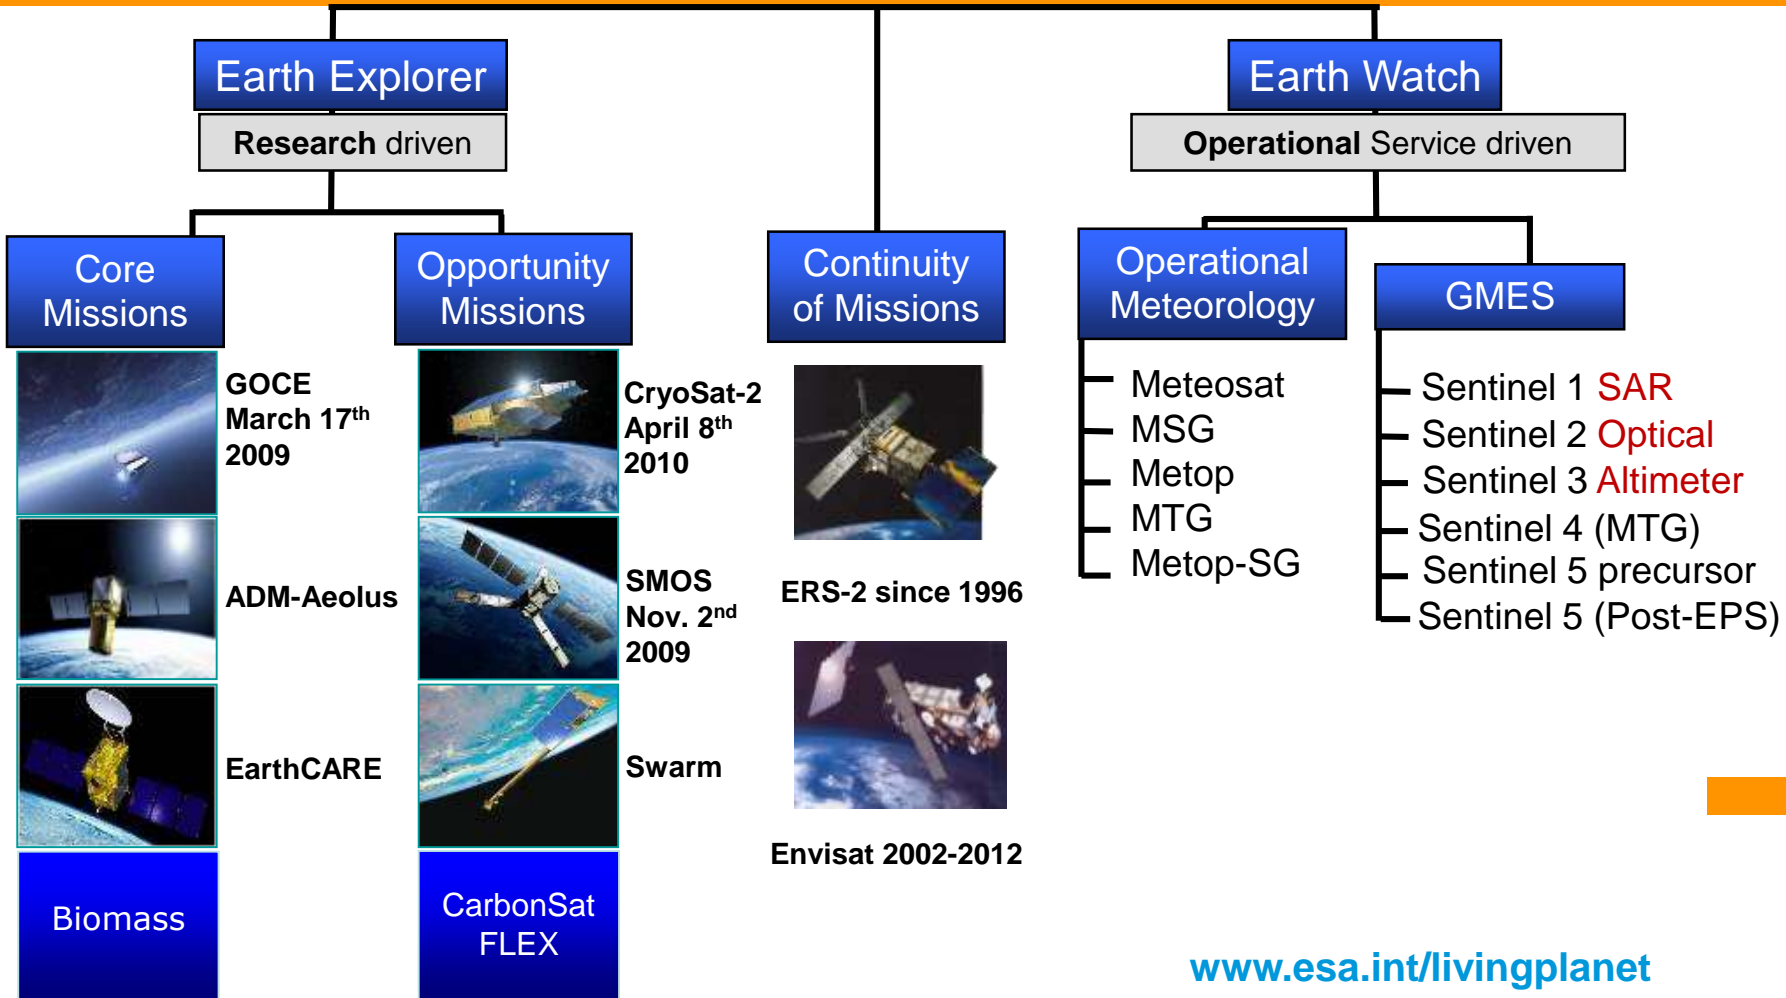 Earth Explorer
Research driven
Core
Missions
GOCE
March 17th
2009
ADM-Aeolus
EarthCARE
Biomass
Opportunity
Missions
CryoSat-2
April 8th
2010
SMOS
Nov. 2nd
2009
Swarm
CarbonSat
FLEX
Continuity
of Missions
ERS-2 since 1996
Envisat 2002-2012
Earth Watch
Operational Service driven
Operational
Meteorology
Meteosat
MSG
Metop
MTG
Metop-SG
GMES
Sentinel 1 SAR
Sentinel 2 Optical
Sentinel 3 Altimeter
Sentinel 4 (MTG)
Sentinel 5 precursor
Sentinel 5 (Post-EPS)
www.esa.int/livingplanet